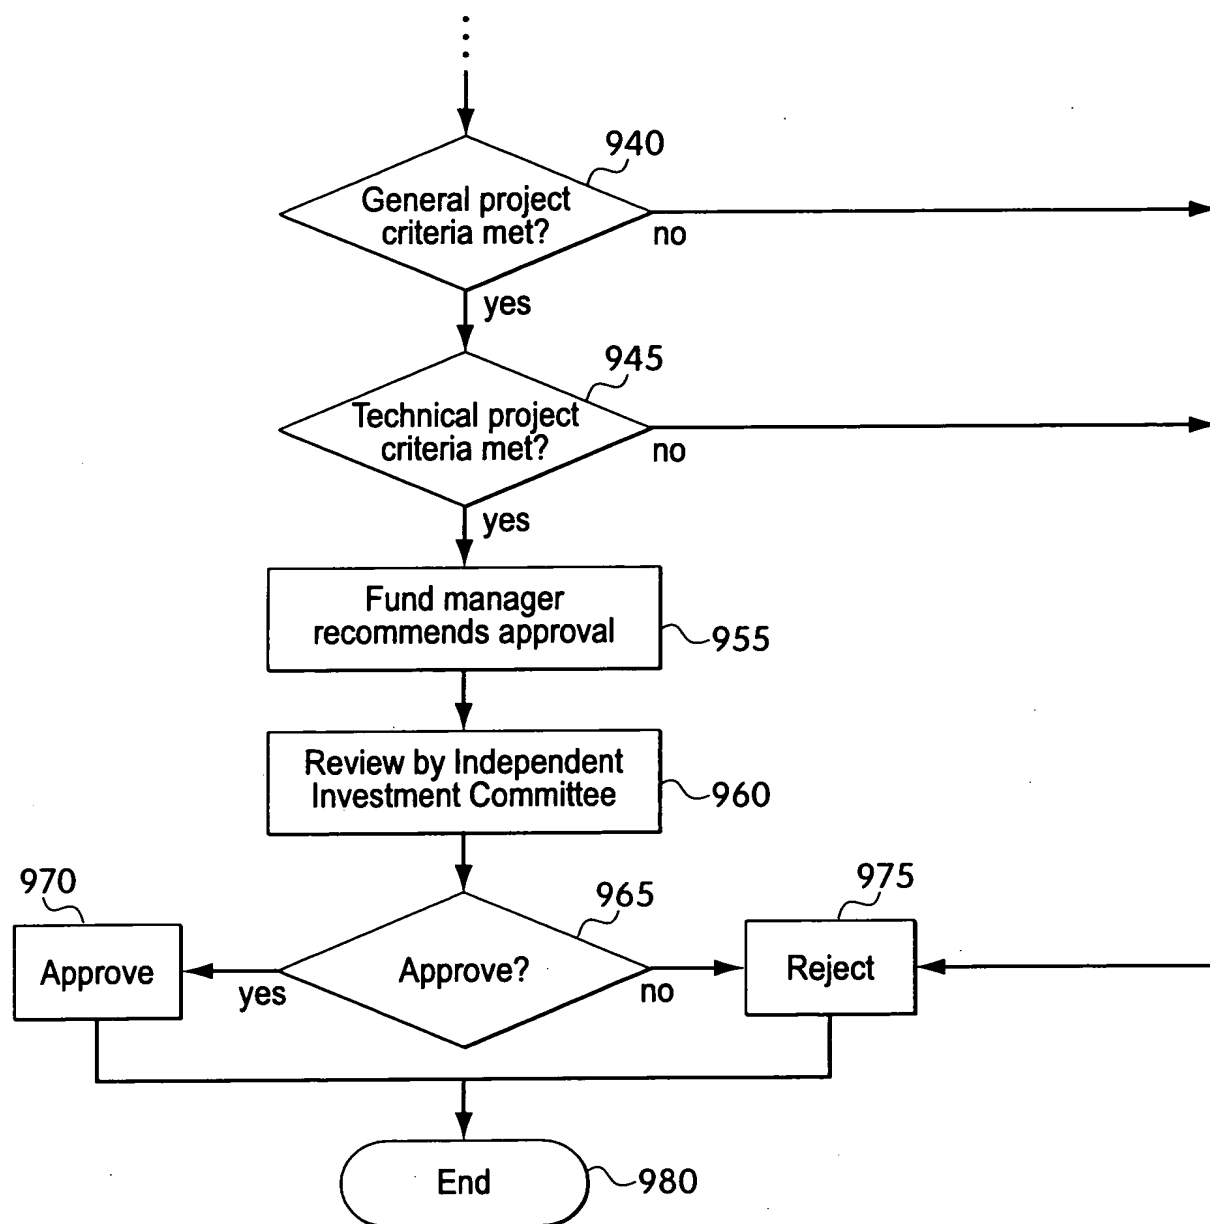 940
General project
criteria met?
no
yes
945
Technical project
criteria met?
no
yes
Fund manager
recommends approval
955
Review by Independent
Investment Committee
960
970
965
975
Approve
yes
Approve?
no
Reject
End
980